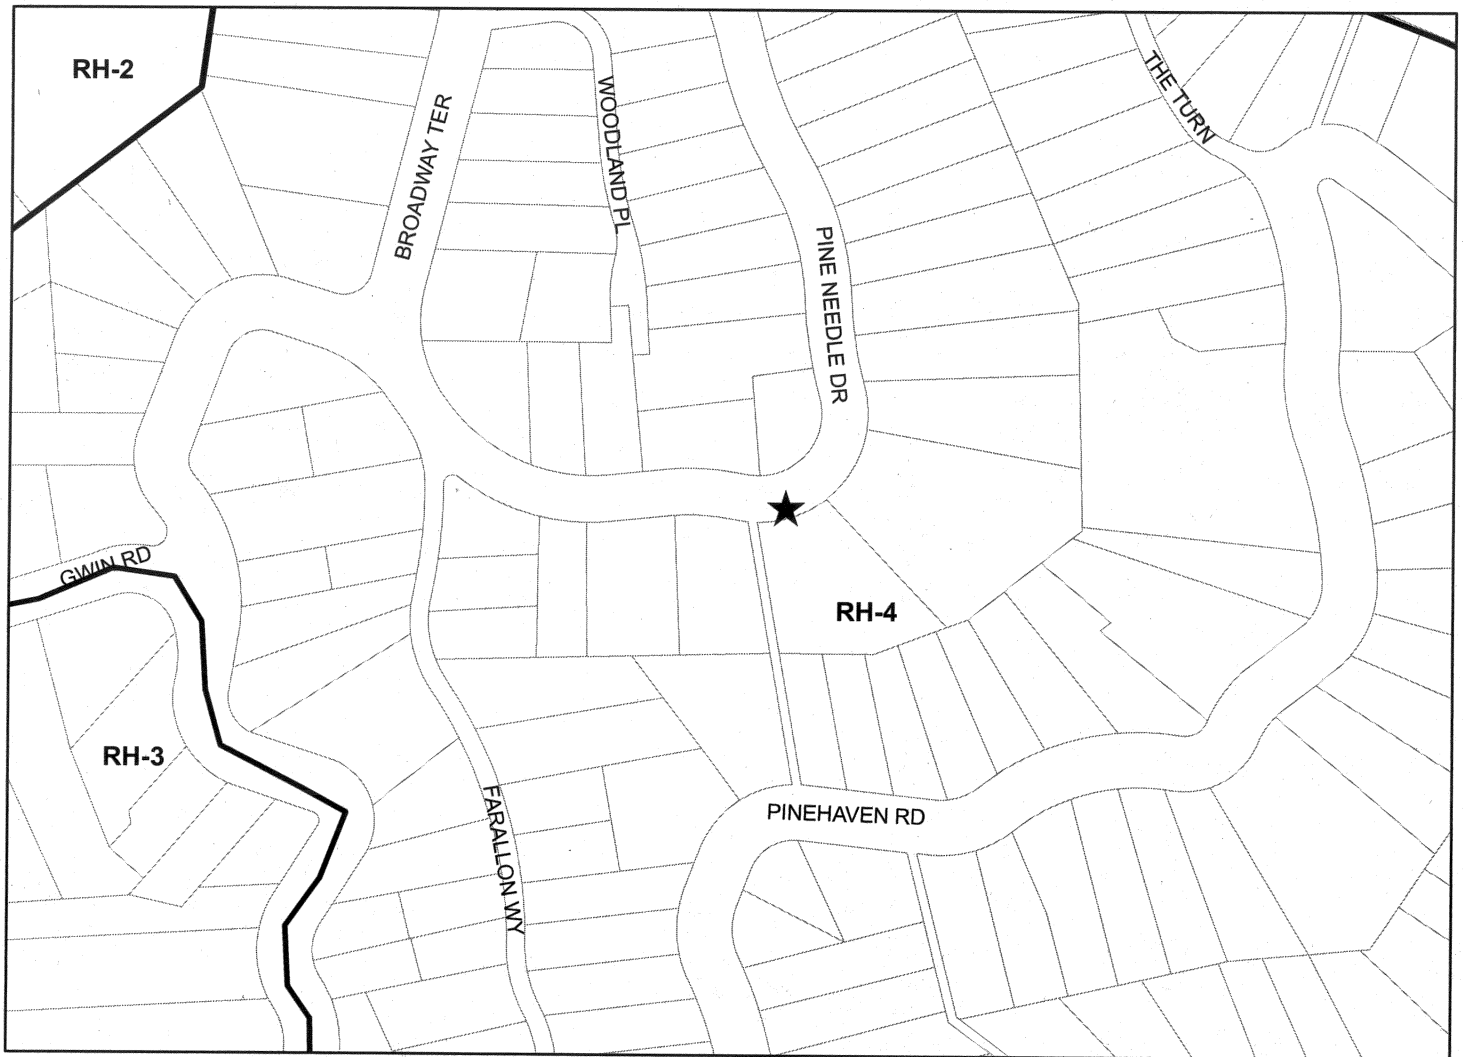 RH-2
BROADWAY TER
WOODLAND PL
THE TURN
PINE NEEDLE DR
GWIN RD
RH-4
RH-3
FARALLON WY
PINEHAVEN RD